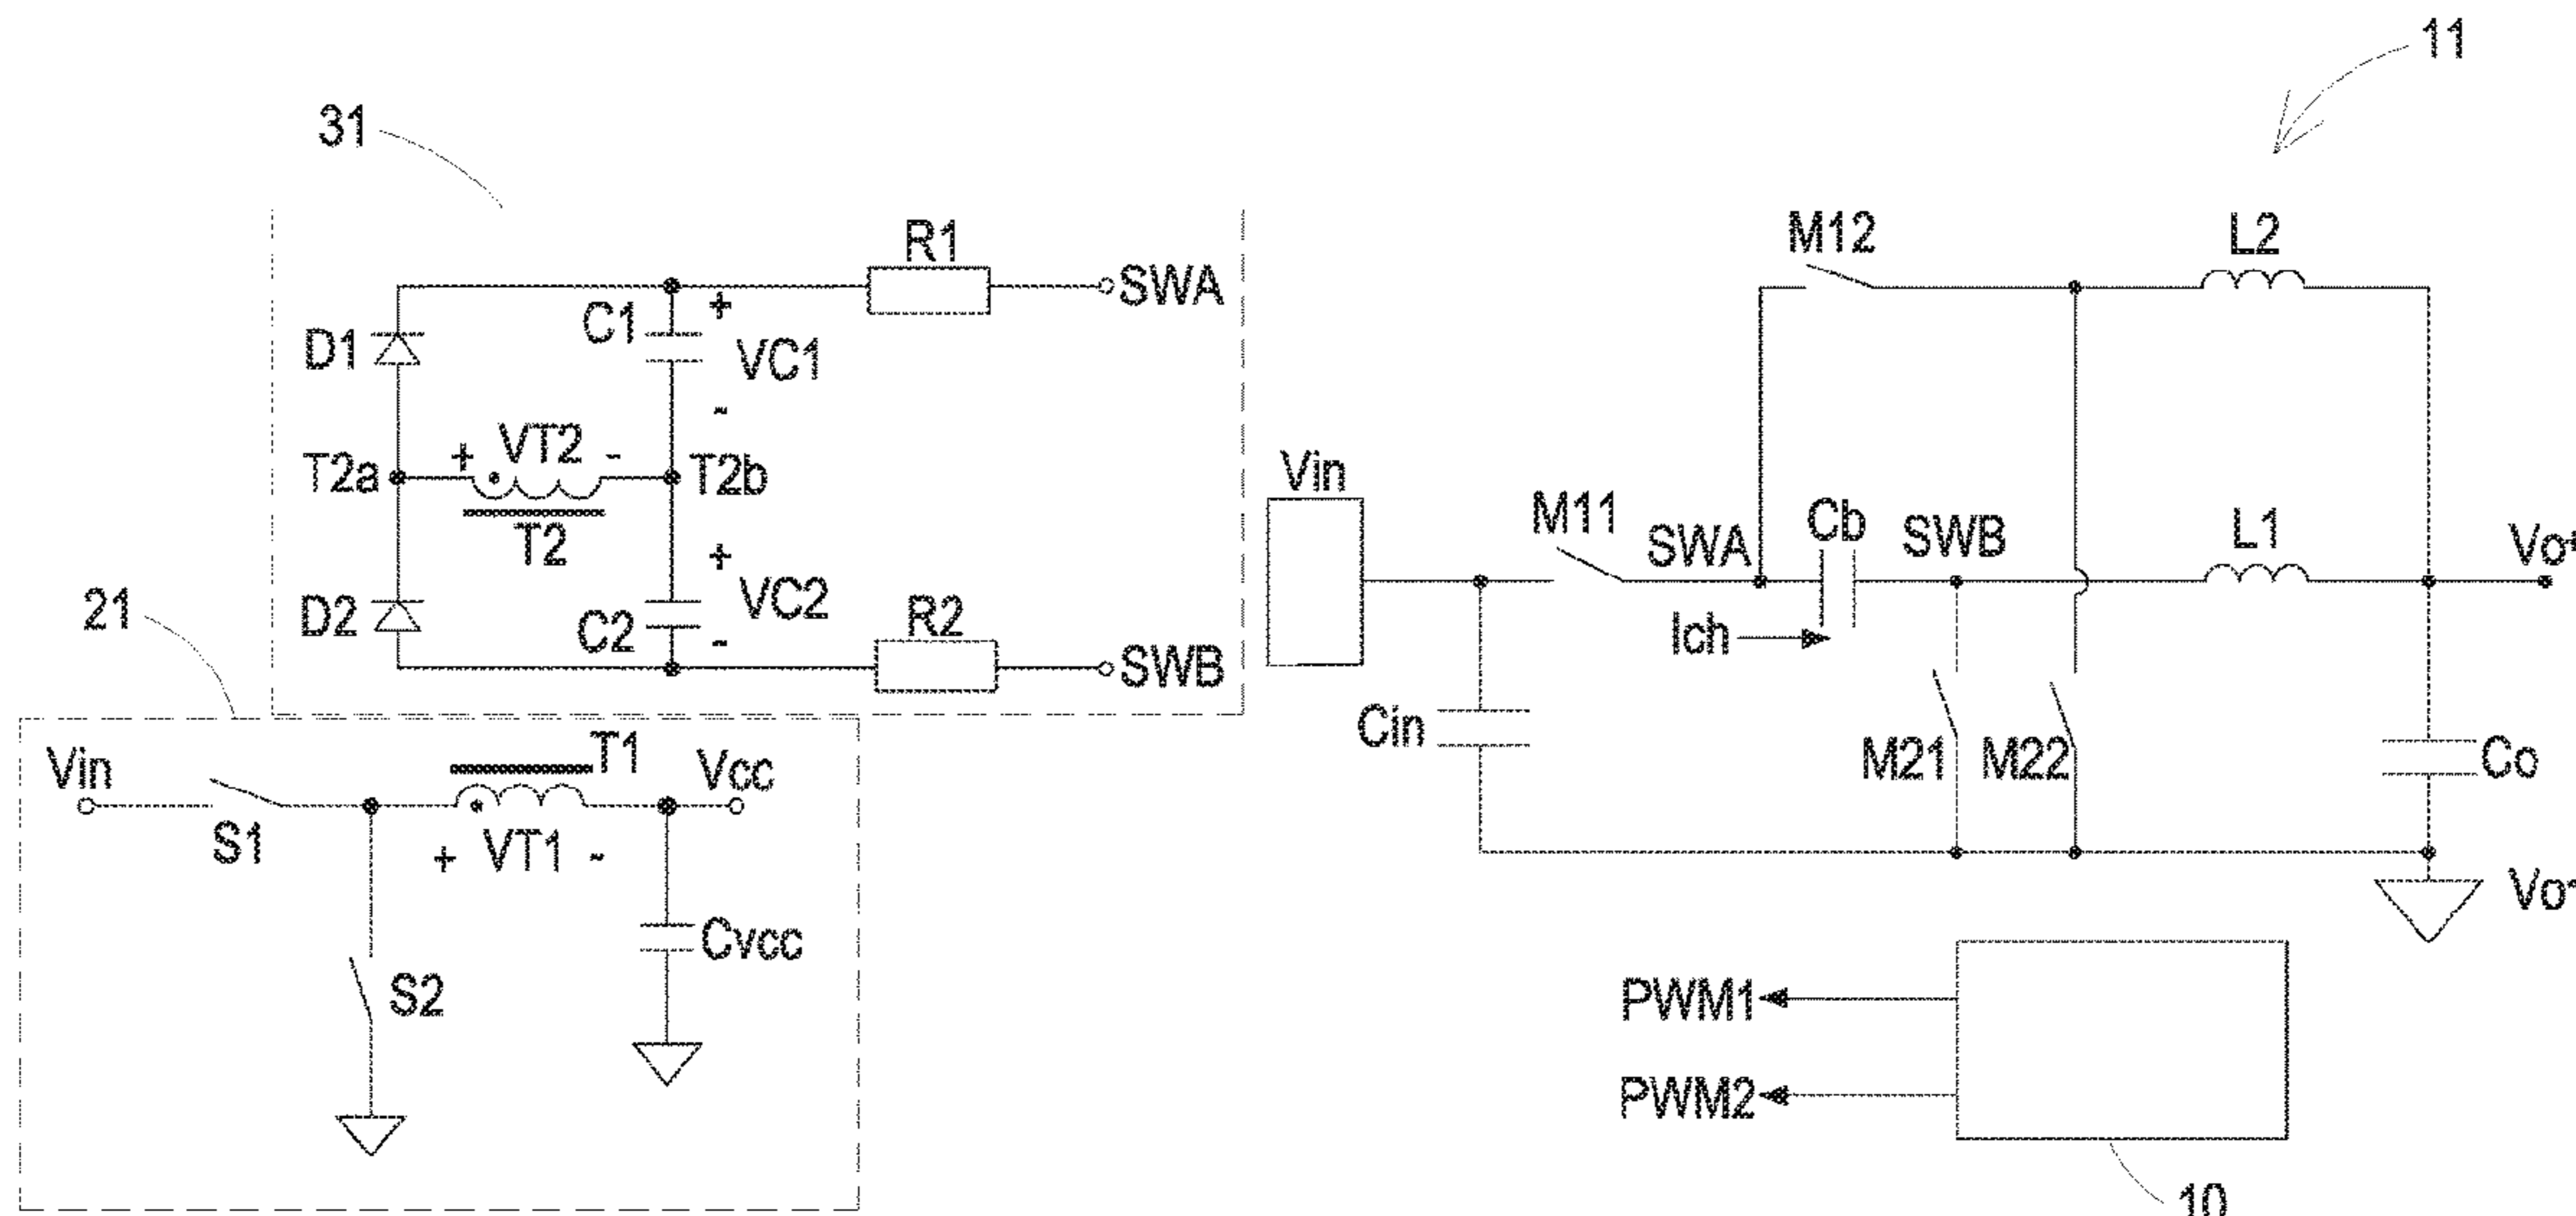 11
31
R1
SWA
M12
L2
D1
C1
+
VC1
-
T2a
+ VT2 -
T2b
T2
Vin
M11
SWA
Cb
SWB
L1
Vo+
+
VC2
-
D2
C2
R2
SWB
Ich
21
Cin
M21
M22
Co
Vin
T1
Vcc
S1
+ VT1 -
Vo-
Cvcc
S2
PWM1
PWM2
10